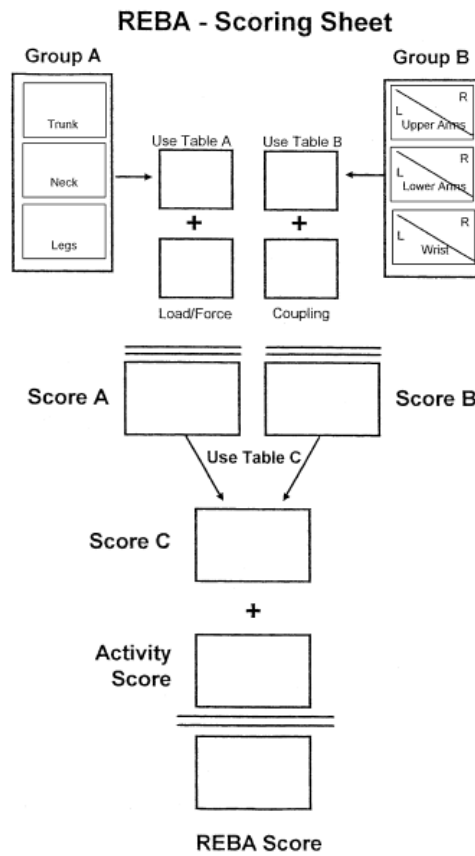 REBA - Scoring Sheet
Group A
Group B
Trunk
Neck
Legs
Use Table A
Use Table B
L
R
Upper Arms
L
R
Lower Arms
L
R
Wrist
+
+
Load/Force
Coupling
Score A
Score B
Use Table C
Score C
+
Activity
Score
REBA Score